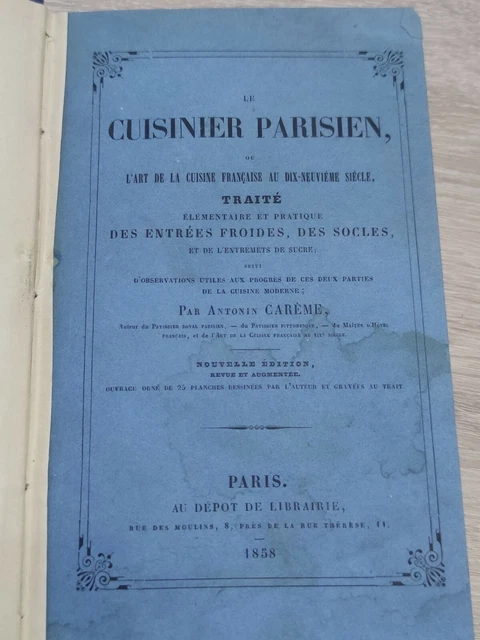 LE
CUISINIER PARISIEN,
OU
L'ART DE LA CUISINE FRANÇAISE AU DIX-NEUVIÈME SIÈCLE,
TRAITÉ
ÉLÉMENTAIRE ET PRATIQUE
DES ENTRÉES FROIDES, DES SOCLES,
ET DE L'EXTREMETS DE SUCRE;
SUIVI
D'OBSERVATIONS UTILES AUX PROGRÈS DE CES DEUX PARTIES
DE LA CUISINE MODERNE;
PAR ANTONIN CARÊME,
Auteur du Patissier royal parisien, — du Patissier pittoresque, — du Maître d'Hôtel
français, et de l'Art de la Cuisine française au XIXe siècle.
NOUVELLE ÉDITION,
REVUE ET AUGMENTÉE.
OUVRAGE ORNÉ DE 25 PLANCHES DESSINÉES PAR L'AUTEUR ET GRAVÉES AU TRAIT
PARIS.
AU DÉPOT DE LIBRAIRIE,
RUE DES MOULINS, 8, PRÈS DE LA RUE THÉRÈSE, 11.
1858